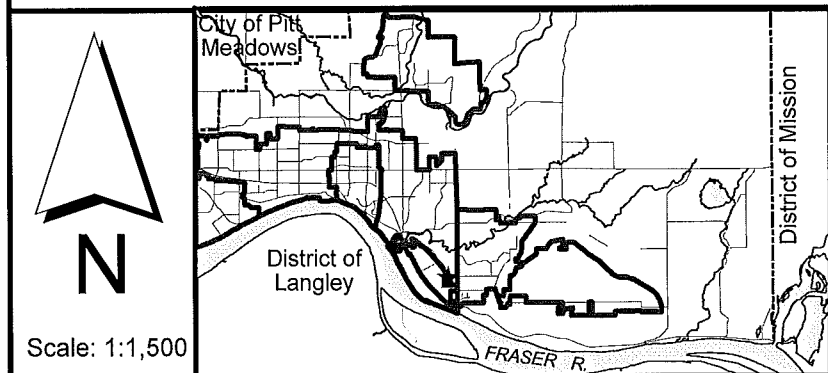 City of Pitt
Meadows
District of Mission
District of
Langley
N
Scale: 1:1,500
FRASER R.